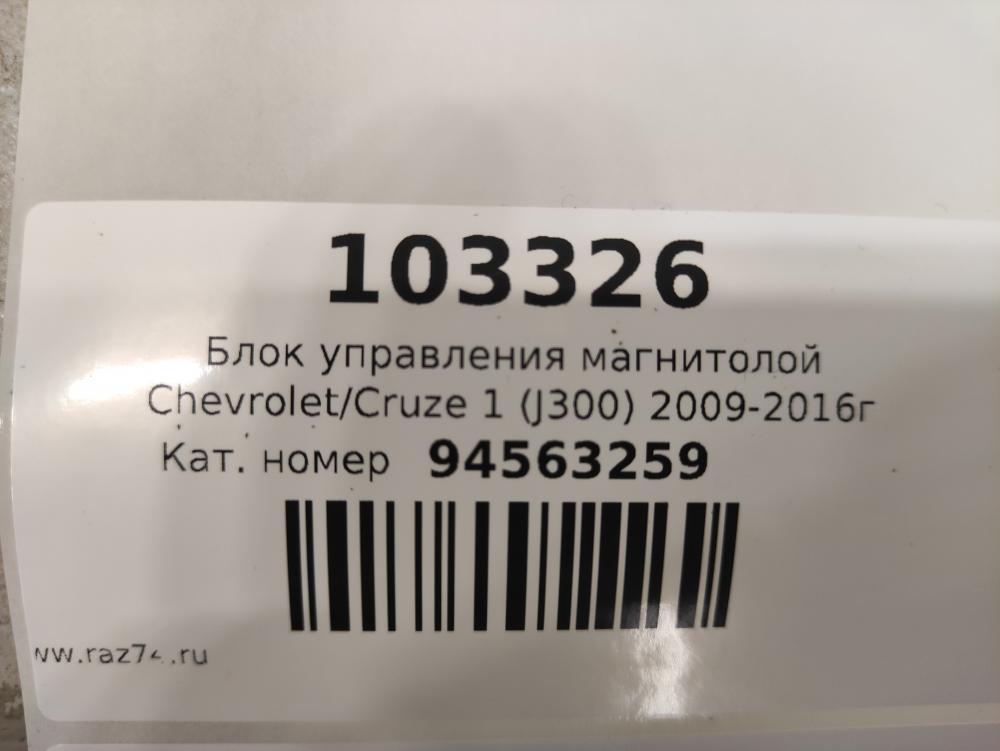 103326
Блок управления магнитолой
Chevrolet/Cruze 1 (J300) 2009-2016г
Кат. номер 94563259